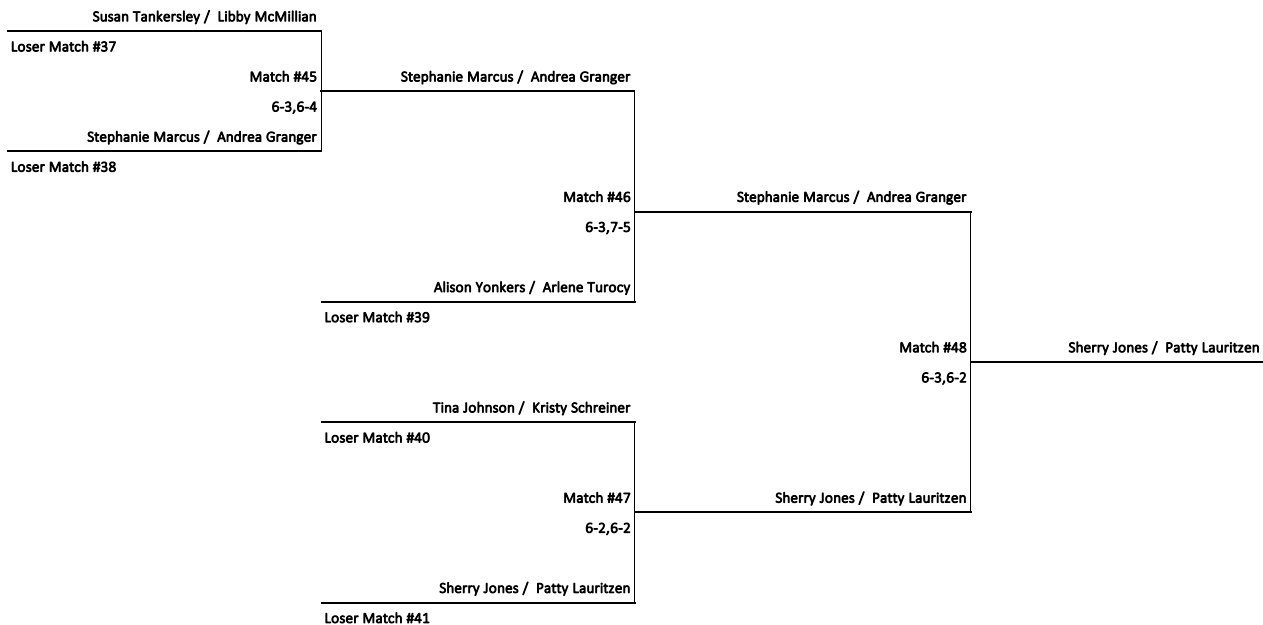 Susan Tankersley / Libby McMillian
Loser Match #37
Match #45
Stephanie Marcus / Andrea Granger
6-3,6-4
Stephanie Marcus / Andrea Granger
Loser Match #38
Match #46
Stephanie Marcus / Andrea Granger
6-3,7-5
Alison Yonkers / Arlene Turocy
Loser Match #39
Match #48
Sherry Jones / Patty Lauritzen
6-3,6-2
Tina Johnson / Kristy Schreiner
Loser Match #40
Match #47
Sherry Jones / Patty Lauritzen
6-2,6-2
Sherry Jones / Patty Lauritzen
Loser Match #41